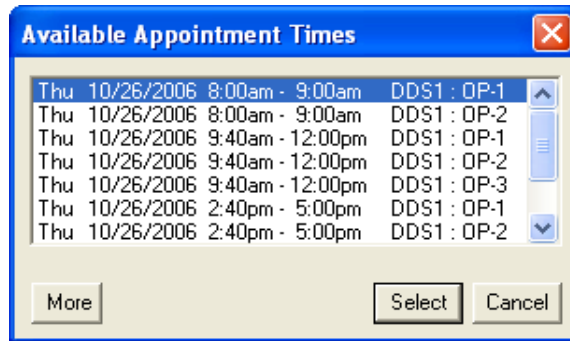 Available Appointment Times
Thu 10/26/2006 8:00am - 9:00am DDS1 : OP-1
Thu 10/26/2006 8:00am - 9:00am DDS1 : OP-2
Thu 10/26/2006 9:40am - 12:00pm DDS1 : OP-1
Thu 10/26/2006 9:40am - 12:00pm DDS1 : OP-2
Thu 10/26/2006 9:40am - 12:00pm DDS1 : OP-3
Thu 10/26/2006 2:40pm - 5:00pm DDS1 : OP-1
Thu 10/26/2006 2:40pm - 5:00pm DDS1 : OP-2
More Select Cancel